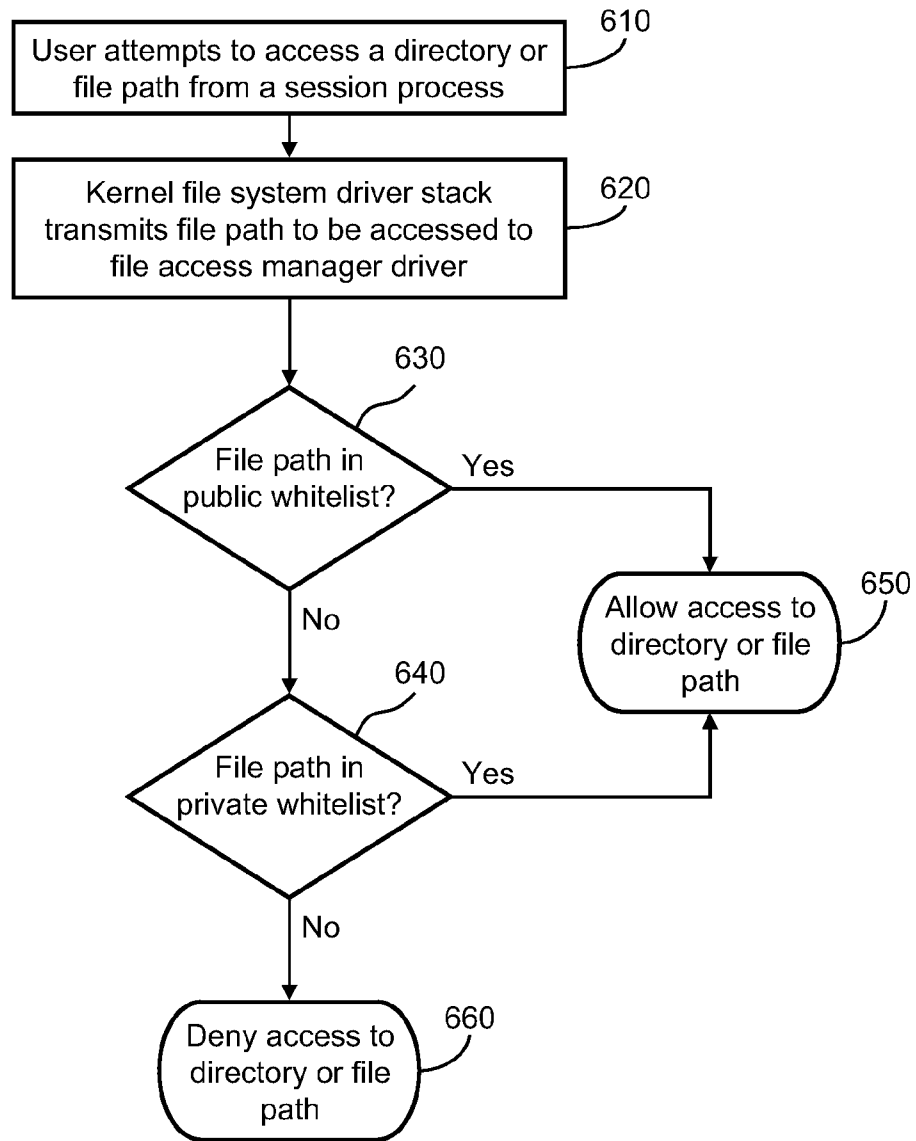 610
User attempts to access a directory or
file path from a session process
620
Kernel file system driver stack
transmits file path to be accessed to
file access manager driver
630
File path in
public whitelist?
Yes
No
650
Allow access to
directory or file
path
640
File path in
private whitelist?
Yes
No
660
Deny access to
directory or file
path